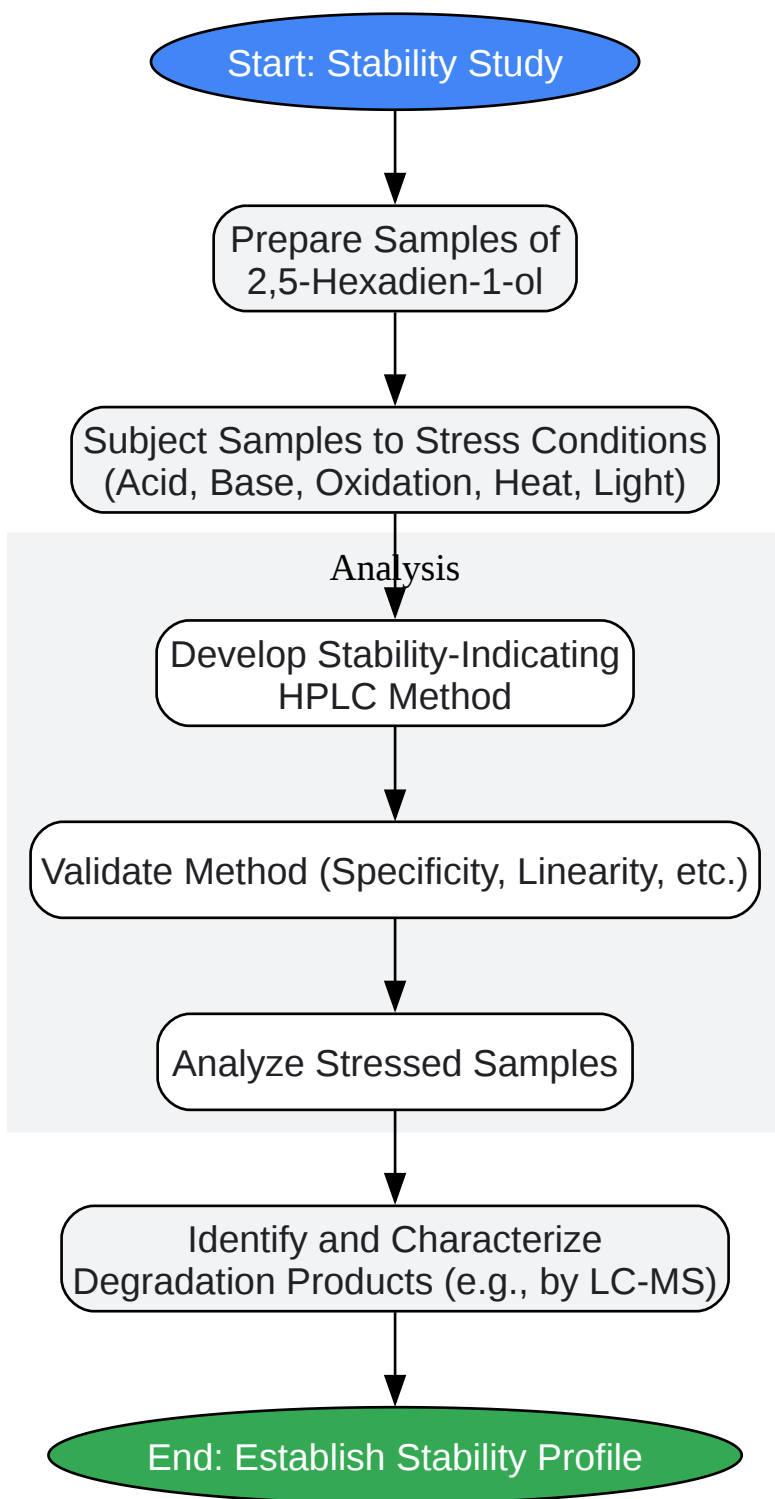 Start: Stability Study
Prepare Samples of
2,5-Hexadien-1-ol
Subject Samples to Stress Conditions
(Acid, Base, Oxidation, Heat, Light)
Analysis
Develop Stability-Indicating
HPLC Method
Validate Method (Specificity, Linearity, etc.)
Analyze Stressed Samples
Identify and Characterize
Degradation Products (e.g., by LC-MS)
End: Establish Stability Profile